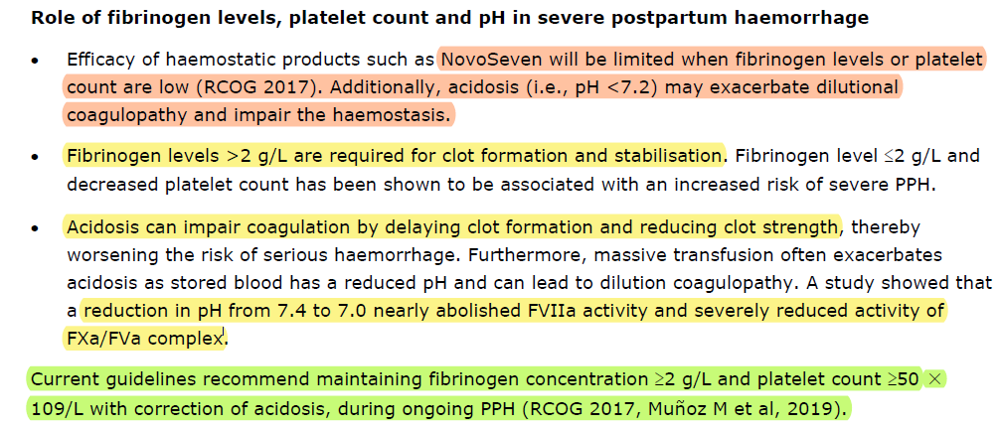 Role of fibrinogen levels, platelet count and pH in severe postpartum haemorrhage
• Efficacy of haemostatic products such as NovoSeven will be limited when fibrinogen levels or platelet
count are low (RCOG 2017). Additionally, acidosis (i.e., pH <7.2) may exacerbate dilutional
coagulopathy and impair the haemostasis.
• Fibrinogen levels >2 g/L are required for clot formation and stabilisation. Fibrinogen level ≤2 g/L and
decreased platelet count has been shown to be associated with an increased risk of severe PPH.
• Acidosis can impair coagulation by delaying clot formation and reducing clot strength, thereby
worsening the risk of serious haemorrhage. Furthermore, massive transfusion often exacerbates
acidosis as stored blood has a reduced pH and can lead to dilution coagulopathy. A study showed that
a reduction in pH from 7.4 to 7.0 nearly abolished FVIIa activity and severely reduced activity of
FXa/FVa complex.
Current guidelines recommend maintaining fibrinogen concentration ≥2 g/L and platelet count ≥50 ×
109/L with correction of acidosis, during ongoing PPH (RCOG 2017, Muñoz M et al, 2019).